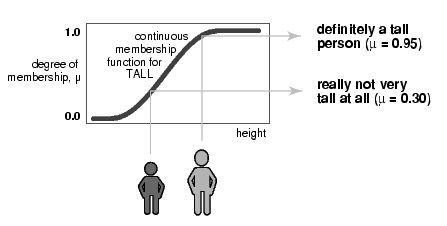 1.0
continuous
membership
function for
TALL
degree of
membership, μ
0.0
height
definitely a tall
person (μ = 0.95)
really not very
tall at all (μ = 0.30)